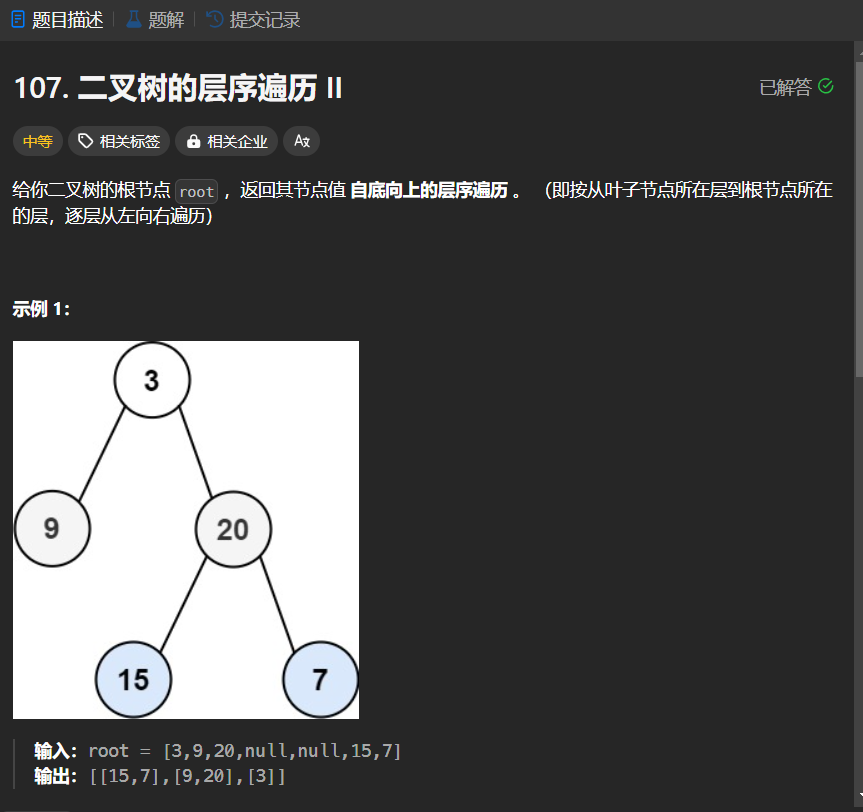 题目描述 题解 提交记录
107. 二叉树的层序遍历 II 已解答
中等 相关标签 相关企业 Ax
给你二叉树的根节点 root ，返回其节点值 自底向上的层序遍历 。 （即按从叶子节点所在层到根节点所在
的层，逐层从左向右遍历）
示例 1：
3
9 20
15 7
输入：root = [3,9,20,null,null,15,7]
输出：[[15,7],[9,20],[3]]